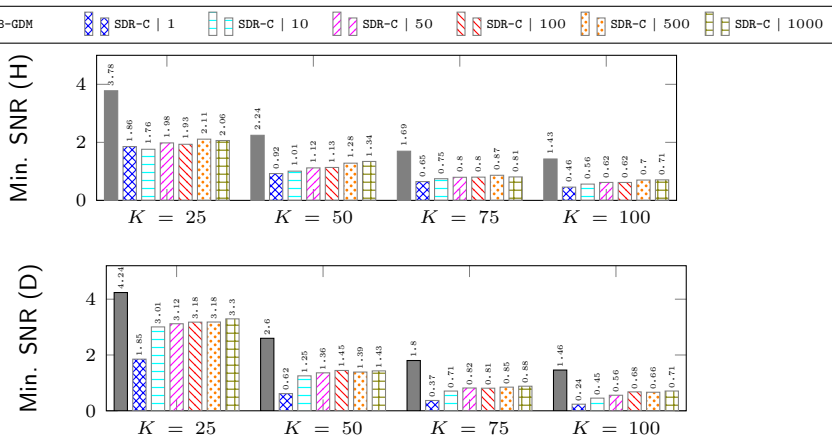 B-GDM SDR-C | 1 SDR-C | 10 SDR-C | 50 SDR-C | 100 SDR-C | 500 SDR-C | 1000
Min. SNR (H)
4
2
0
3.78 1.86 1.76 1.98 1.93 2.11 2.06
2.24 0.92 1.01 1.12 1.13 1.28 1.34
1.69 0.65 0.75 0.8 0.8 0.87 0.81
1.43 0.46 0.56 0.62 0.62 0.7 0.71
K = 25 K = 50 K = 75 K = 100
Min. SNR (D)
4
2
0
4.24 1.85 3.01 3.12 3.18 3.18 3.3
2.6 0.62 1.25 1.36 1.45 1.39 1.43
1.8 0.37 0.71 0.82 0.81 0.85 0.88
1.46 0.24 0.45 0.56 0.68 0.66 0.71
K = 25 K = 50 K = 75 K = 100